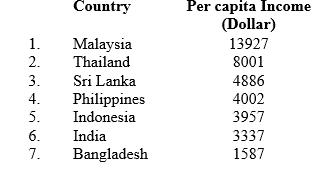 Country Per capita Income
(Dollar)
1. Malaysia 13927
2. Thailand 8001
3. Sri Lanka 4886
4. Philippines 4002
5. Indonesia 3957
6. India 3337
7. Bangladesh 1587